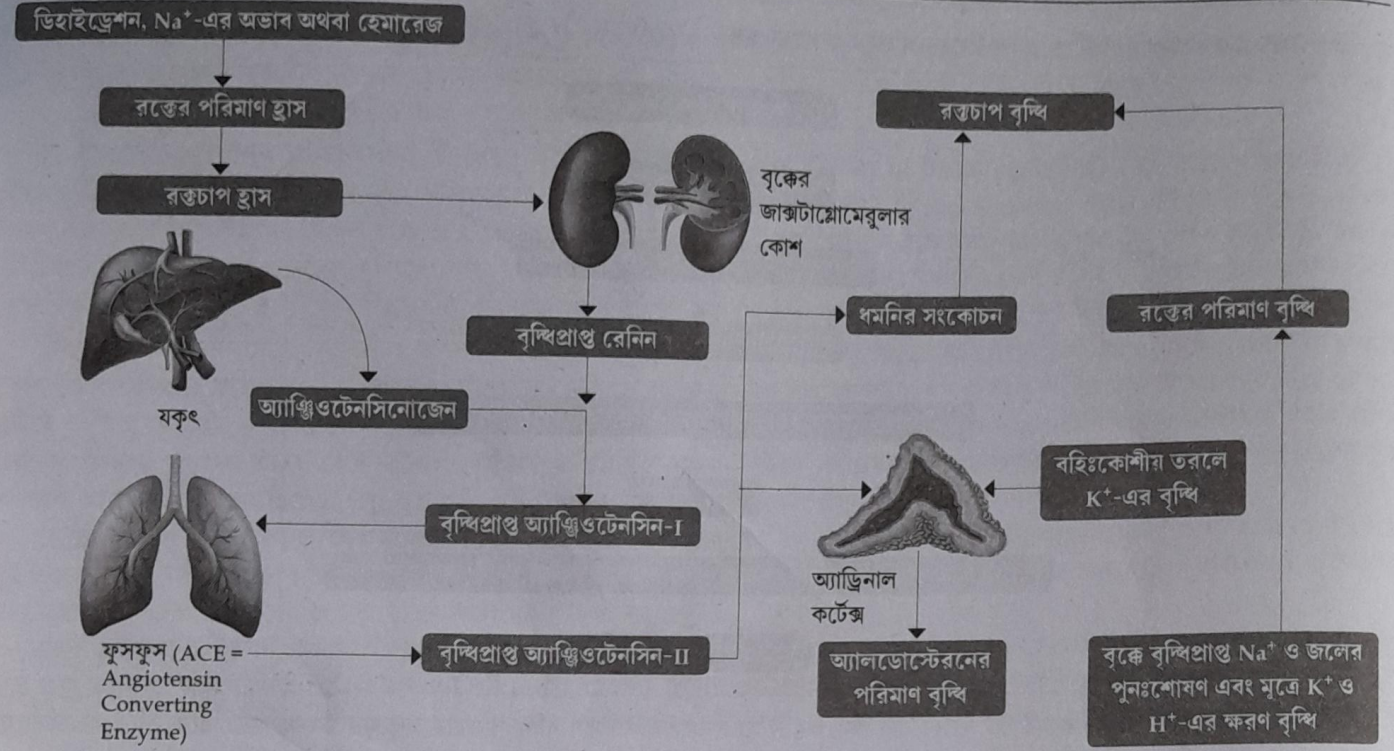 ডিহাইড্রেশন, Na⁺-এর অভাব অথবা হেমারেজ
রক্তের পরিমাণ হ্রাস
রক্তচাপ হ্রাস
বৃক্কের
জাক্সটাগ্লোমেরুলার
কোশ
যকৃৎ
বৃদ্ধিপ্রাপ্ত রেনিন
অ্যাঞ্জিওটেনসিনোজেন
বৃদ্ধিপ্রাপ্ত অ্যাঞ্জিওটেনসিন-I
ফুসফুস (ACE =
Angiotensin
Converting
Enzyme)
বৃদ্ধিপ্রাপ্ত অ্যাঞ্জিওটেনসিন-II
ধমনির সংকোচন
রক্তচাপ বৃদ্ধি
বহিঃকোশীয় তরলে
K⁺-এর বৃদ্ধি
অ্যাড্রিনাল
কর্টেক্স
অ্যালডোস্টেরনের
পরিমাণ বৃদ্ধি
বৃক্কে বৃদ্ধিপ্রাপ্ত Na⁺ ও জলের
পুনঃশোষণ এবং মূত্রে K⁺ ও
H⁺-এর ক্ষরণ বৃদ্ধি
রক্তের পরিমাণ বৃদ্ধি